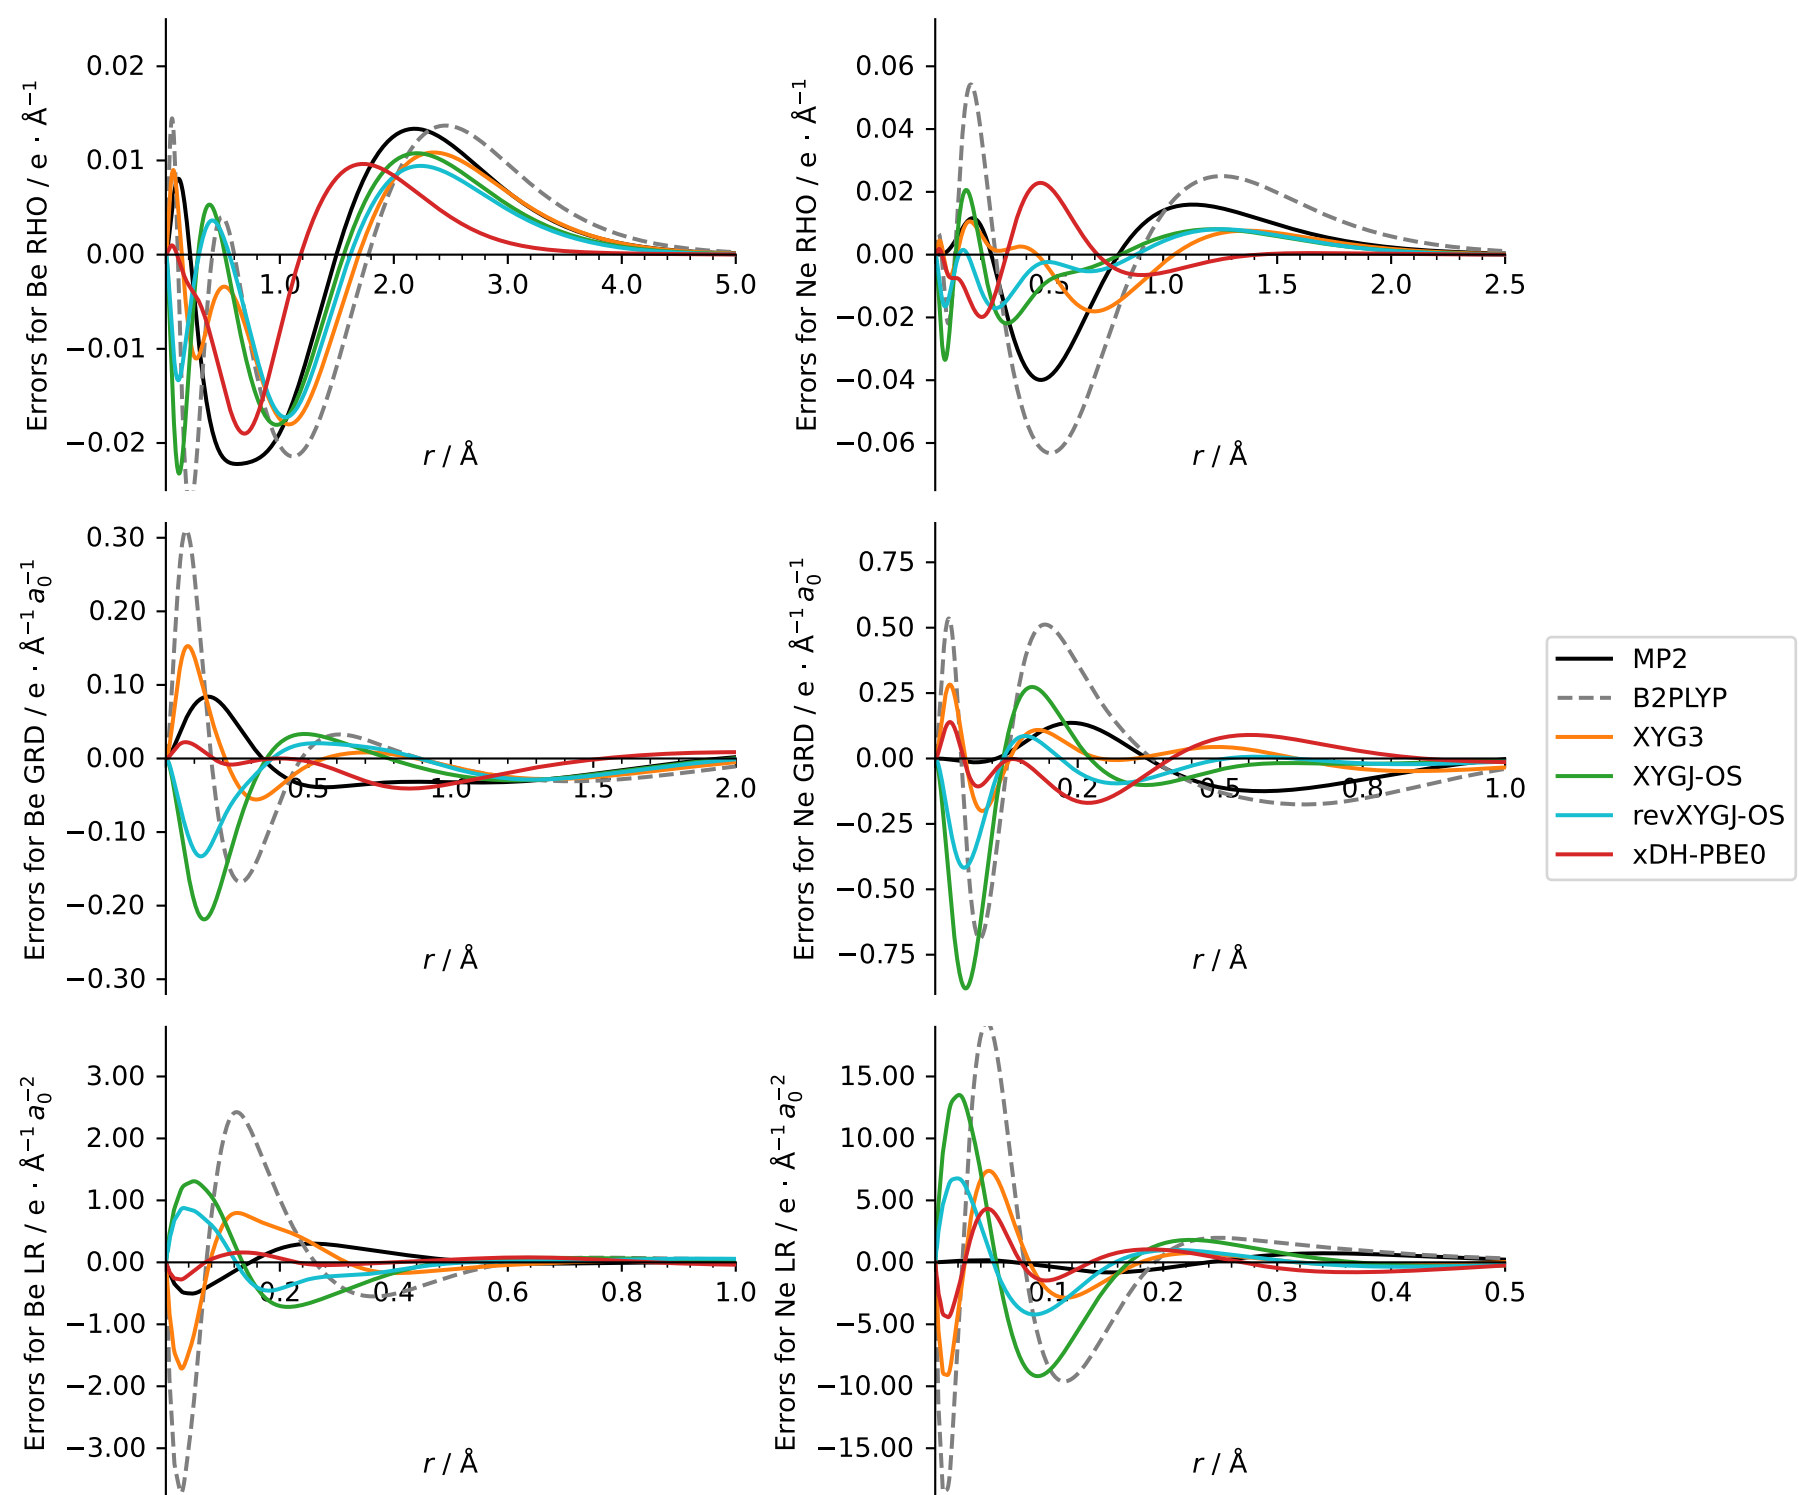 Errors for Be RHO / e · Å⁻¹
0.02
0.01
0.00
−0.01
−0.02
1.0 2.0 3.0 4.0 5.0
r / Å
Errors for Ne RHO / e · Å⁻¹
0.06
0.04
0.02
0.00
−0.02
−0.04
−0.06
0.5 1.0 1.5 2.0 2.5
r / Å
Errors for Be GRD / e · Å⁻¹ a₀⁻¹
0.30
0.20
0.10
0.00
−0.10
−0.20
−0.30
0.5 1.0 1.5 2.0
r / Å
Errors for Ne GRD / e · Å⁻¹ a₀⁻¹
0.75
0.50
0.25
0.00
−0.25
−0.50
−0.75
0.2 0.8 1.0
r / Å
MP2
B2PLYP
XYG3
XYGJ-OS
revXYGJ-OS
xDH-PBE0
Errors for Be LR / e · Å⁻¹ a₀⁻²
3.00
2.00
1.00
0.00
−1.00
−2.00
−3.00
0.2 0.4 0.6 0.8 1.0
r / Å
Errors for Ne LR / e · Å⁻¹ a₀⁻²
15.00
10.00
5.00
0.00
−5.00
−10.00
−15.00
0.1 0.2 0.3 0.4 0.5
r / Å